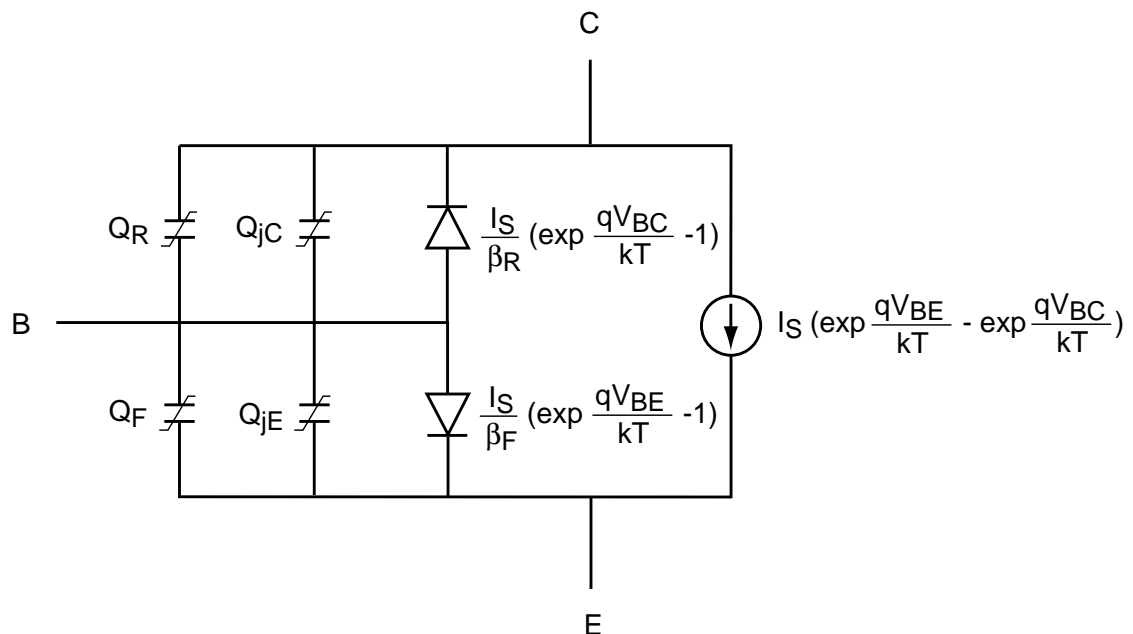 C
Q_R
Q_jC
I_S/β_R (exp qV_BC/kT -1)
B
I_S (exp qV_BE/kT - exp qV_BC/kT)
Q_F
Q_jE
I_S/β_F (exp qV_BE/kT -1)
E